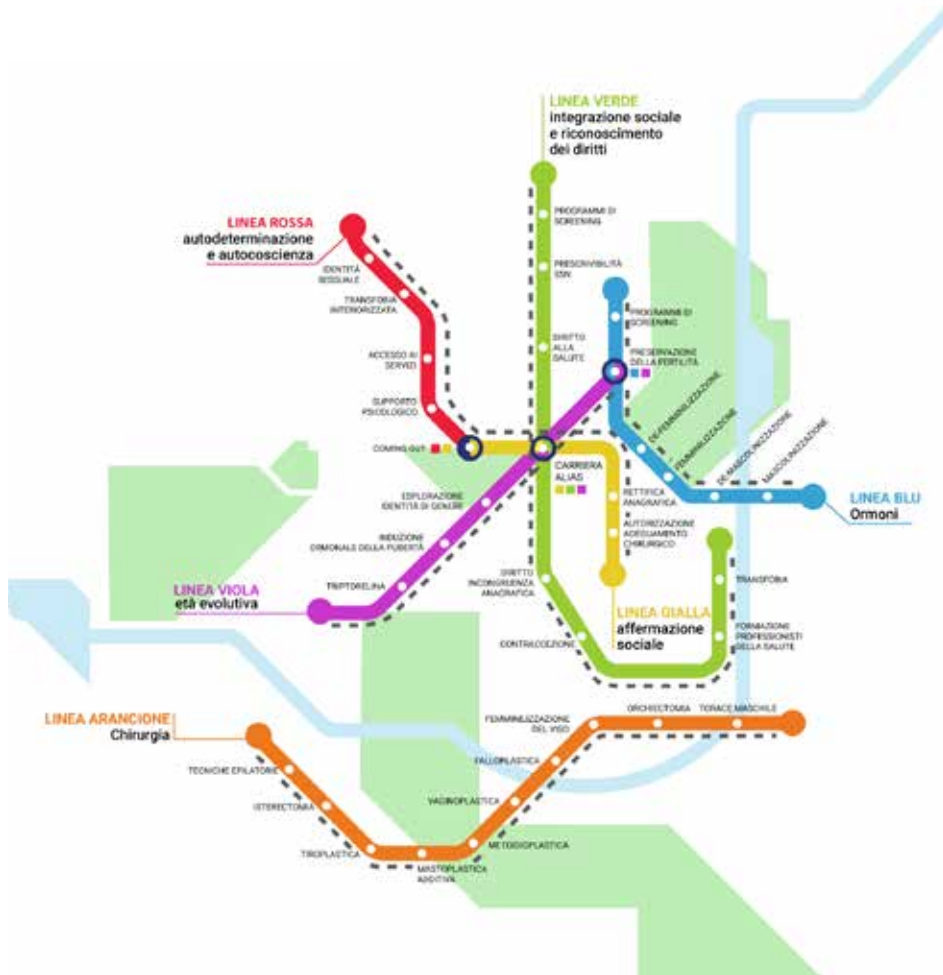 LINEA VERDE
integrazione sociale
e riconoscimento
dei diritti
LINEA ROSSA
autodeterminazione
e autocoscienza
PROGRAMMI DI
SCREENING
IDENTITÀ
SESSUALE
PRESCRIVIBILITÀ
SSN
TRANSFOBIA
INTERIORIZZATA
PROGRAMMI DI
SCREENING
DIRITTO
ALLA
SALUTE
ACCESSO AI
SERVIZI
PRESERVAZIONE
DELLA FERTILITÀ
SUPPORTO
PSICOLOGICO
DE-FEMMINILIZZAZIONE
FEMMINILIZZAZIONE
DE-MASCOLINIZZAZIONE
MASCOLINIZZAZIONE
COMING OUT
CARRIERA
ALIAS
ESPLORAZIONE
IDENTITÀ DI GENERE
RETTIFICA
ANAGRAFICA
LINEA BLU
Ormoni
INDUZIONE
ORMONALE DELLA PUBERTÀ
AUTORIZZAZIONE
ADEGUAMENTO
CHIRURGICO
TRIPTORELINA
DIRITTO
INCONGRUENZA
ANAGRAFICA
TRANSFOBIA
LINEA VIOLA
età evolutiva
LINEA GIALLA
affermazione
sociale
CONTRACCEZIONE
FORMAZIONE
PROFESSIONISTI
DELLA SALUTE
LINEA ARANCIONE
Chirurgia
FEMMINILIZZAZIONE
DEL VISO
ORCHIECTOMIA
TORACE MASCHILE
TECNICHE EPILATORIE
FALLOPLASTICA
ISTERECTOMIA
VAGINOPLASTICA
TIROPLASTICA
METOIDIOPLASTICA
MASTOPLASTICA
ADDITIVA